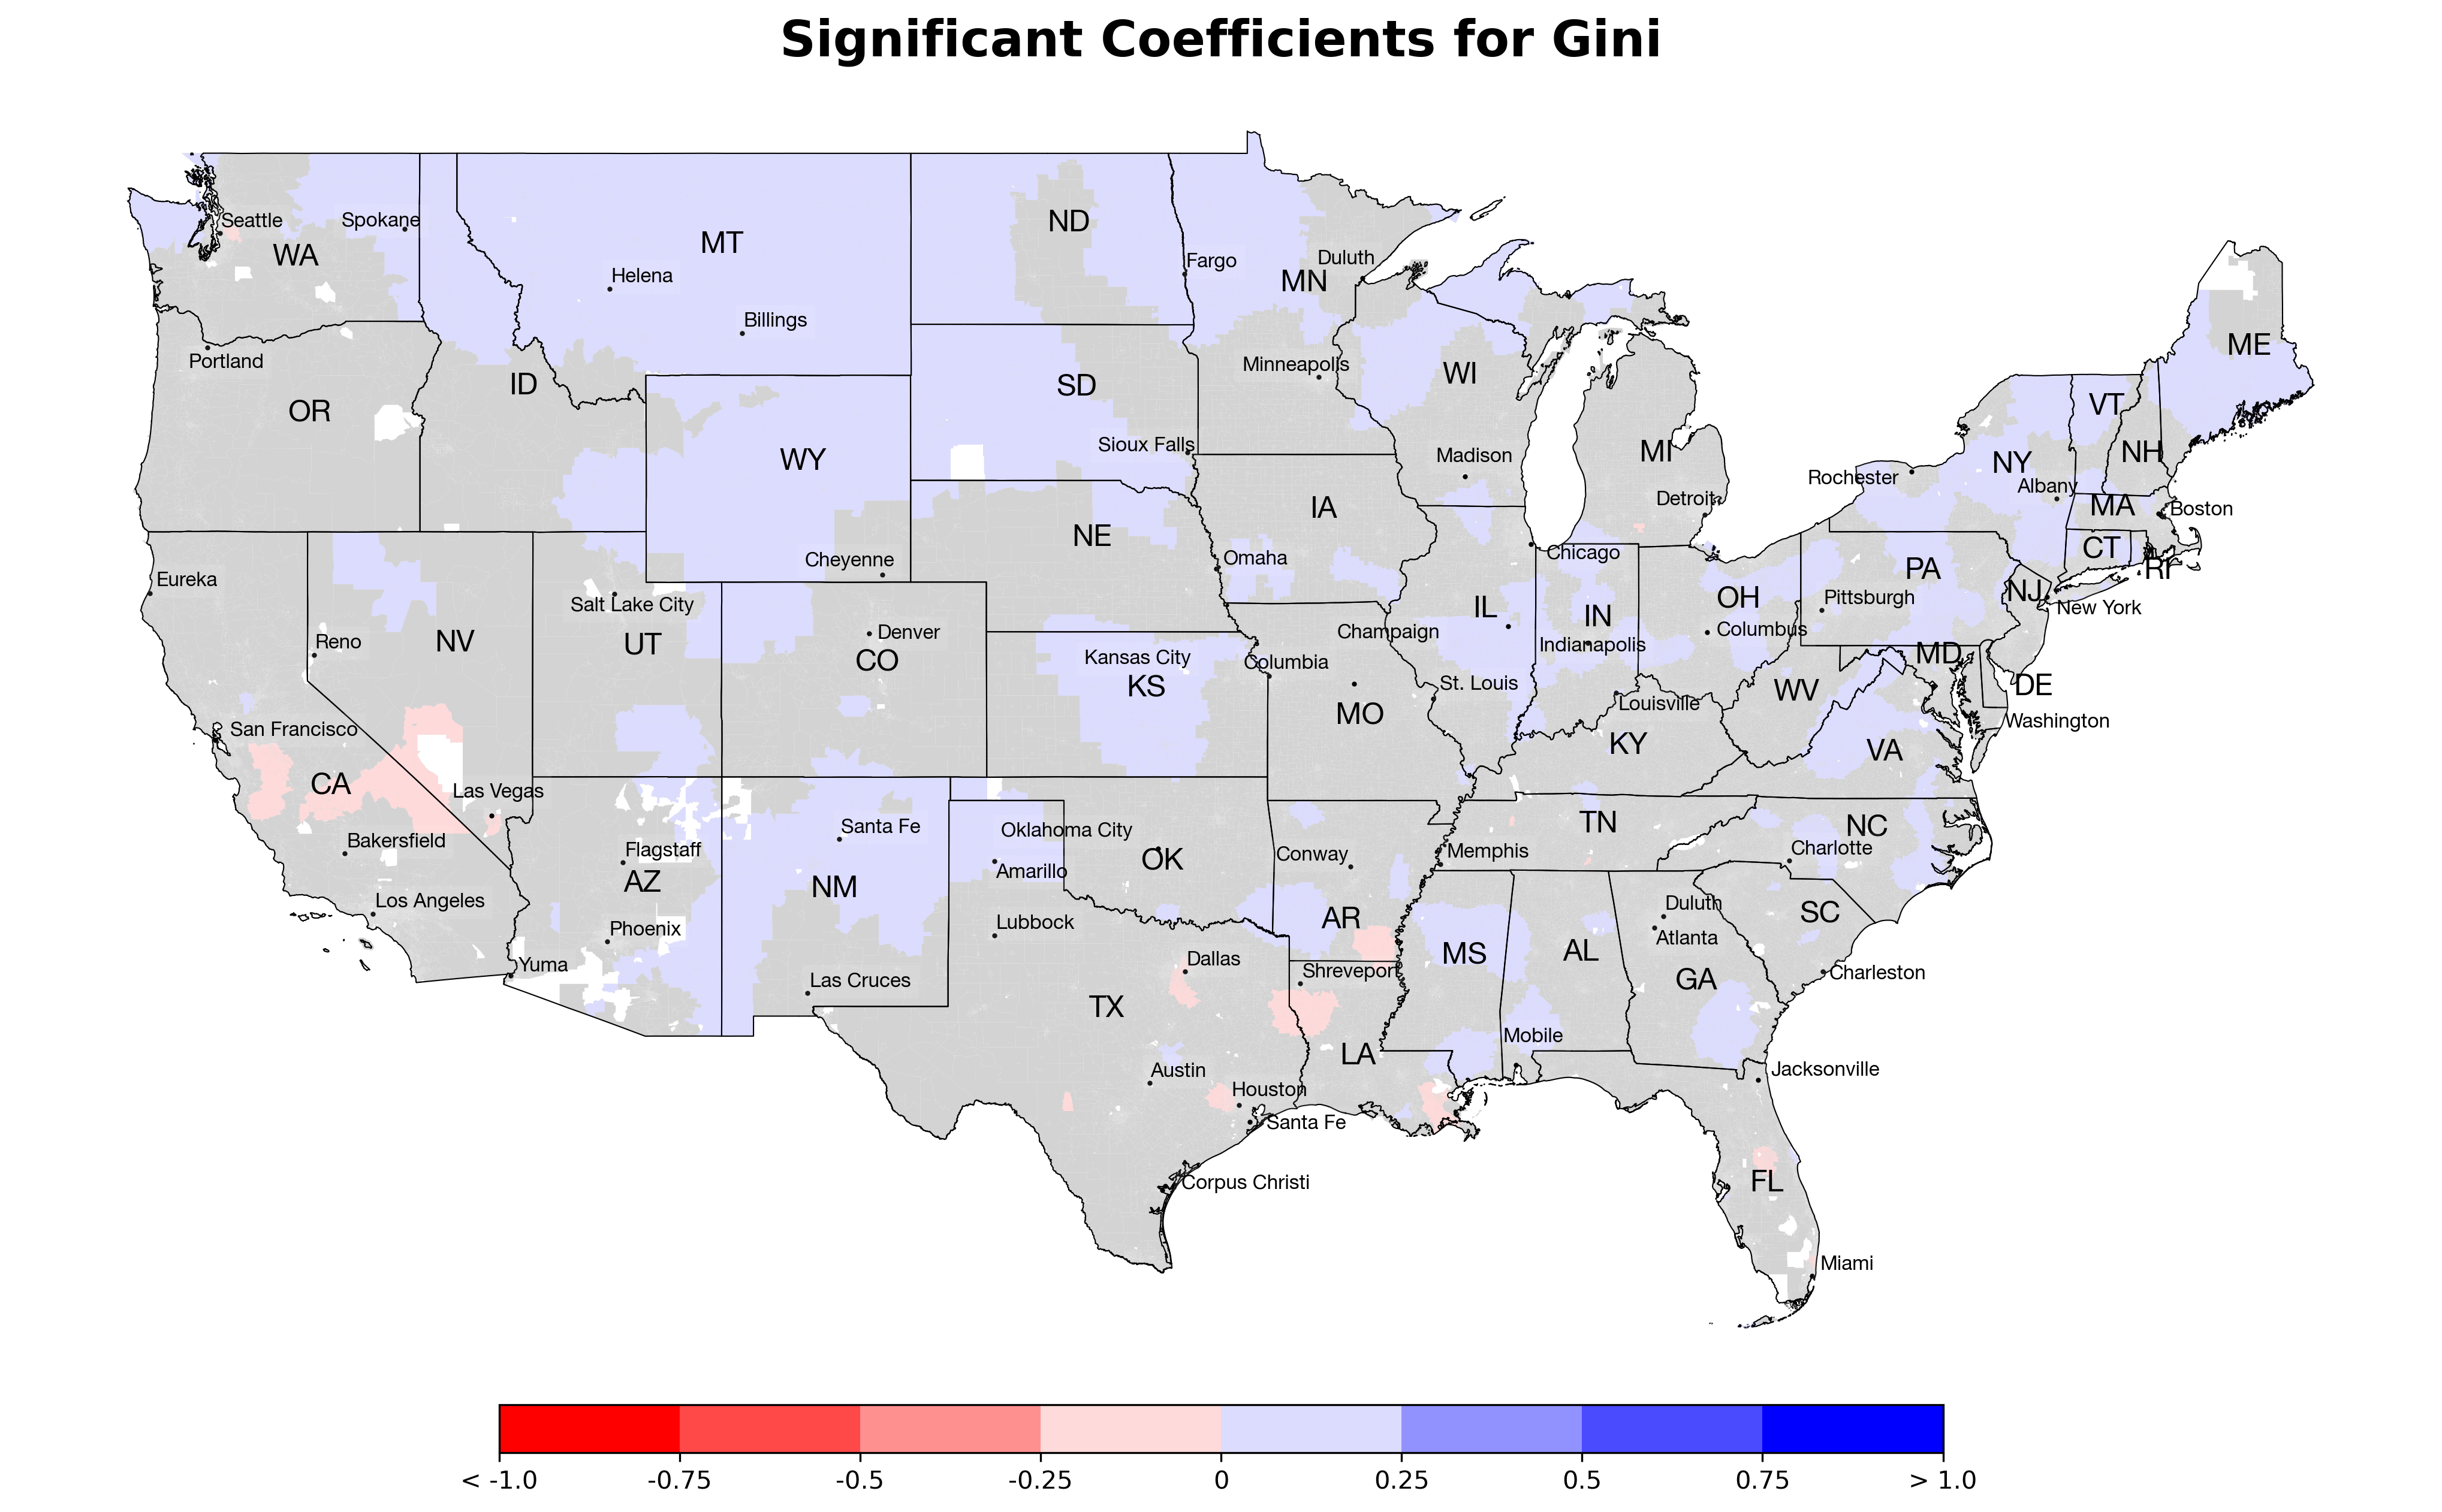 Significant Coefficients for Gini
Seattle
Spokane
WA
MT
ND
Helena
Fargo
Duluth
MN
Billings
Portland
ID
OR
SD
Minneapolis
WI
ME
VT
WY
Sioux Falls
Madison
MI
NY
NH
Rochester
Albany
Detroit
IA
MA
Boston
NE
Cheyenne
Omaha
Chicago
CT
RI
PA
Eureka
Salt Lake City
NJ
New York
Pittsburgh
OH
IL
IN
Reno
NV
UT
Denver
CO
Champaign
Indianapolis
Columbus
MD
Kansas City
Columbia
KS
St. Louis
WV
DE
Louisville
San Francisco
MO
KY
VA
Washington
CA
Las Vegas
Santa Fe
Oklahoma City
TN
NC
Bakersfield
Flagstaff
Amarillo
OK
Conway
Memphis
Charlotte
AZ
NM
Los Angeles
Phoenix
Lubbock
AR
Duluth
SC
Atlanta
MS
AL
Yuma
Dallas
Shreveport
GA
Charleston
Las Cruces
TX
Mobile
LA
Austin
Jacksonville
Houston
Santa Fe
Corpus Christi
FL
Miami
< -1.0 -0.75 -0.5 -0.25 0 0.25 0.5 0.75 > 1.0